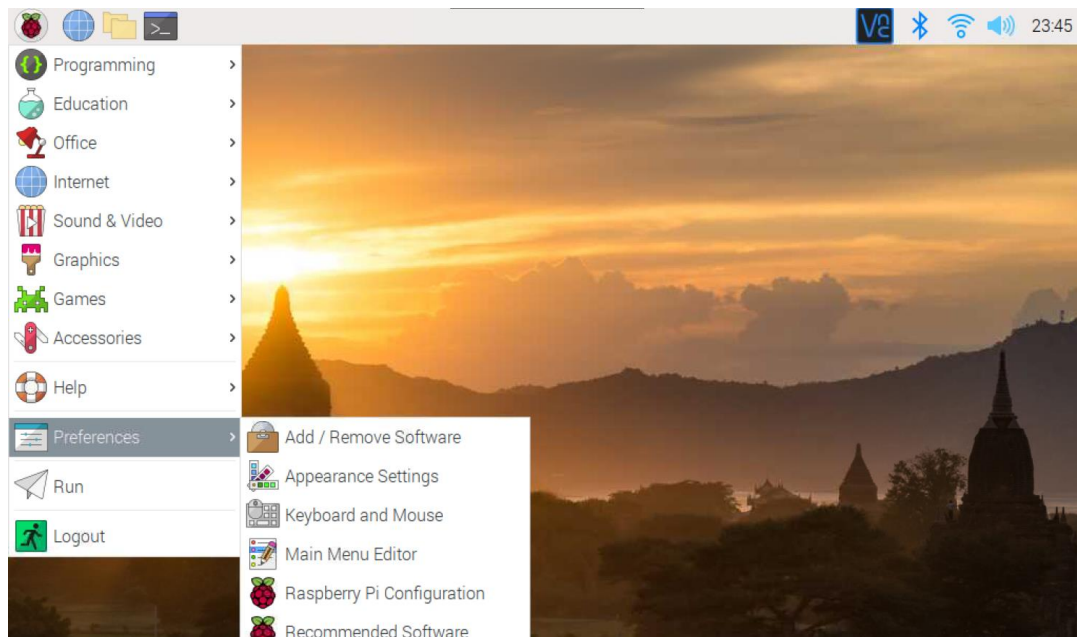 VNC 23:45
Programming
Education
Office
Internet
Sound & Video
Graphics
Games
Accessories
Help
Preferences
Run
Logout
Add / Remove Software
Appearance Settings
Keyboard and Mouse
Main Menu Editor
Raspberry Pi Configuration
Recommended Software